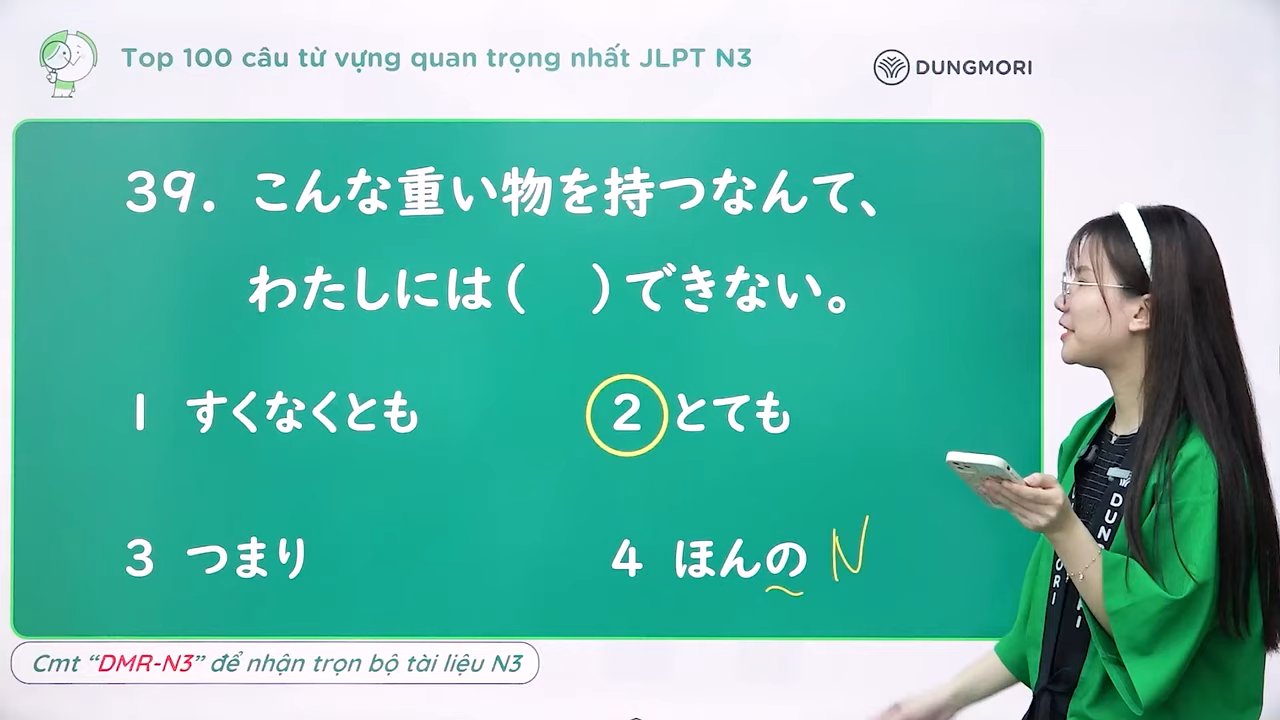 Top 100 câu từ vựng quan trọng nhất JLPT N3
DUNGMORI
39. こんな重い物を持つなんて、
わたしには( )できない。
1 すくなくとも
2 とても
3 つまり
4 ほんの N
Cmt “DMR-N3” để nhận trọn bộ tài liệu N3